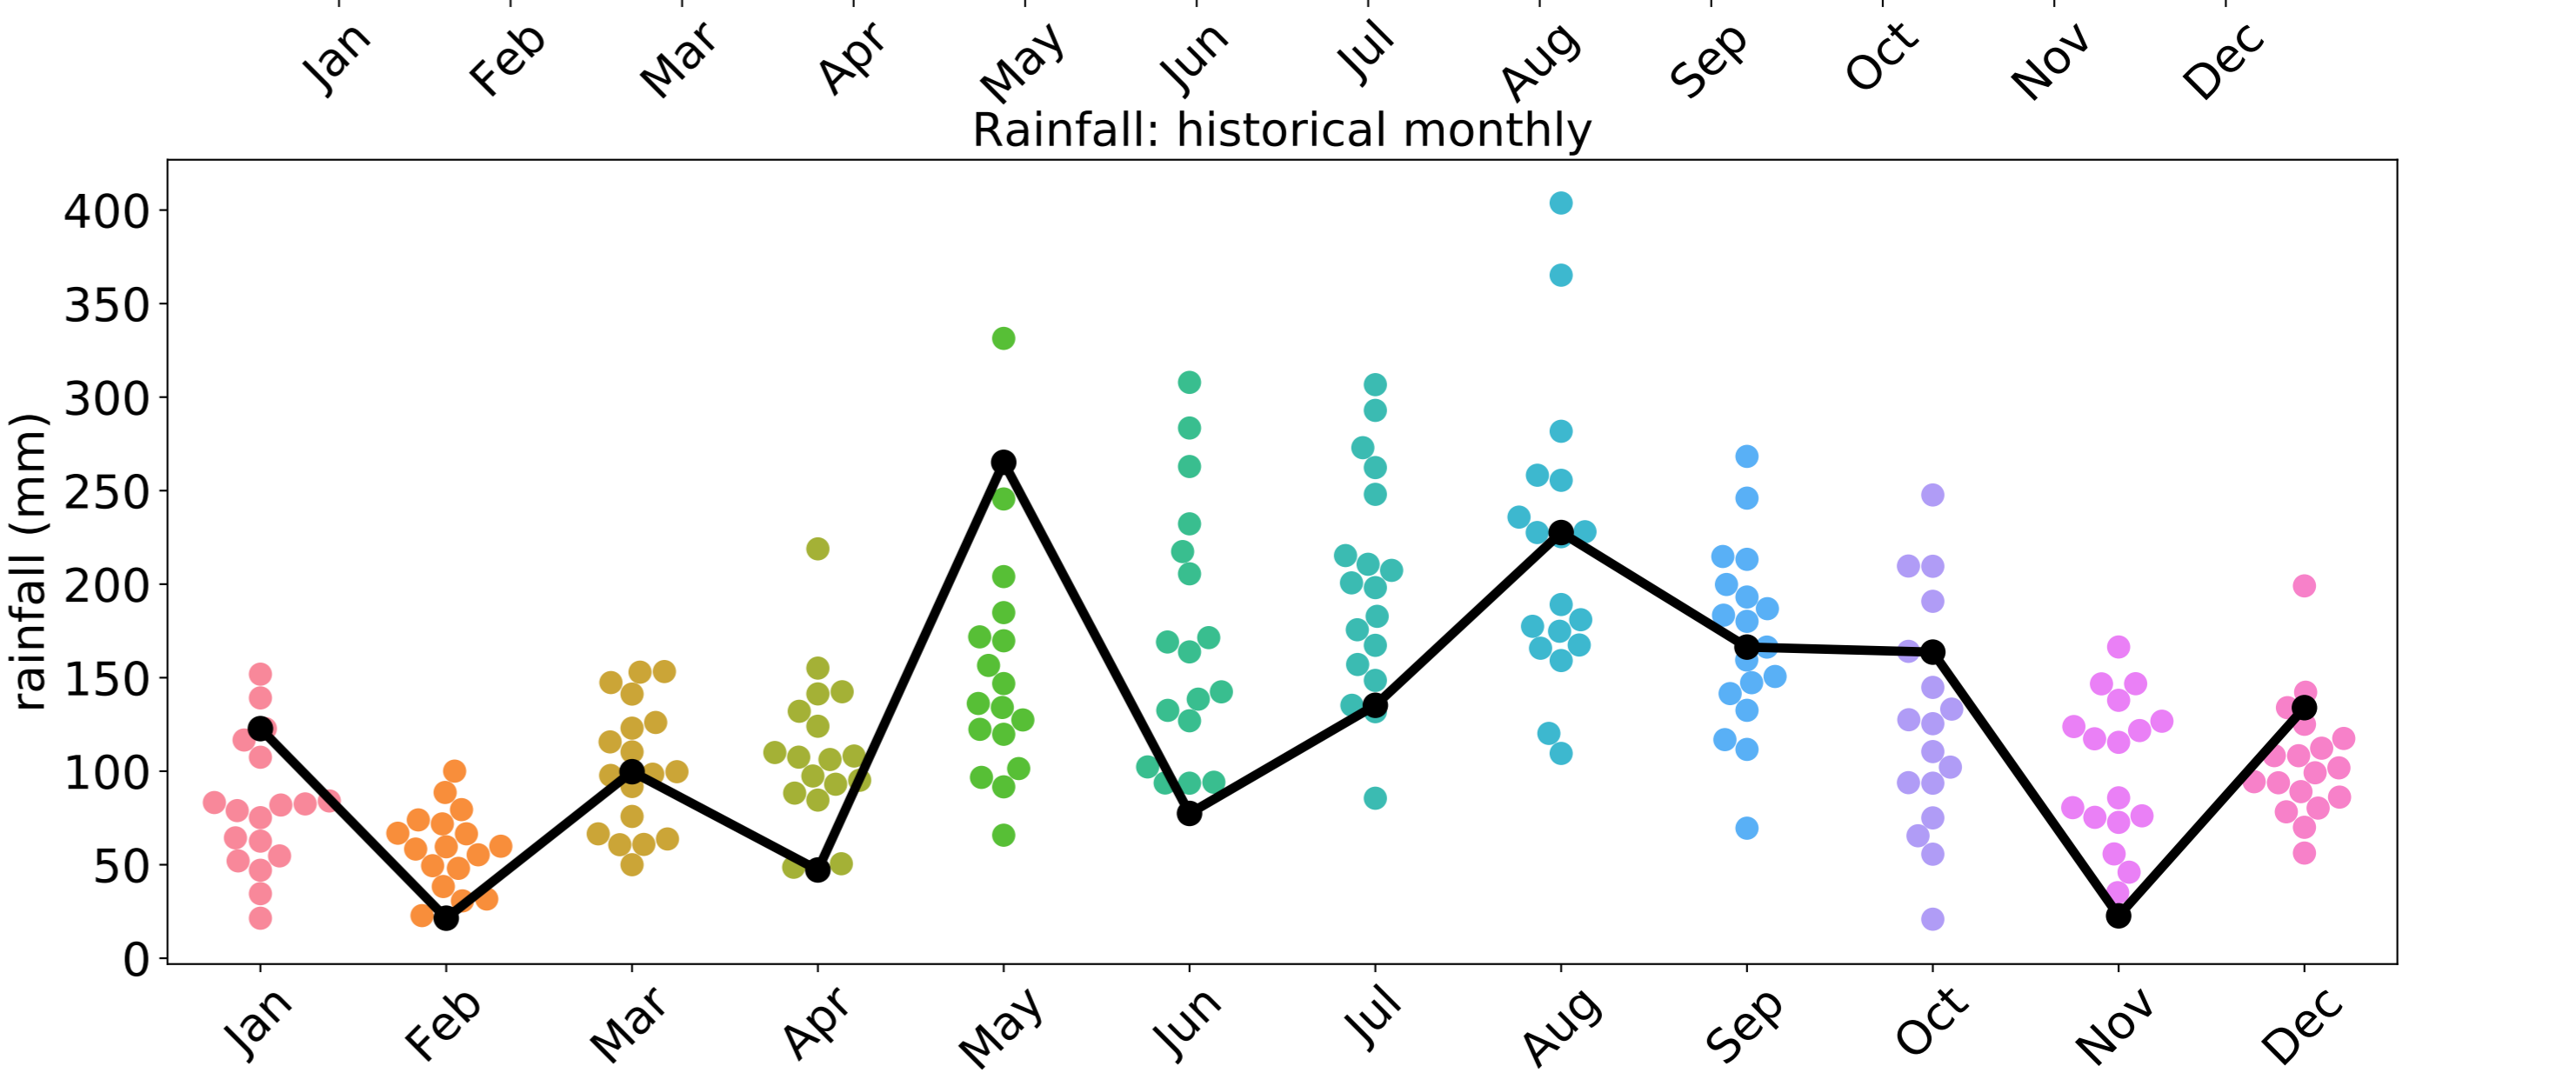 Jan Feb Mar Apr May Jun Jul Aug Sep Oct Nov Dec
Rainfall: historical monthly
rainfall (mm)
400
350
300
250
200
150
100
50
0
Jan Feb Mar Apr May Jun Jul Aug Sep Oct Nov Dec